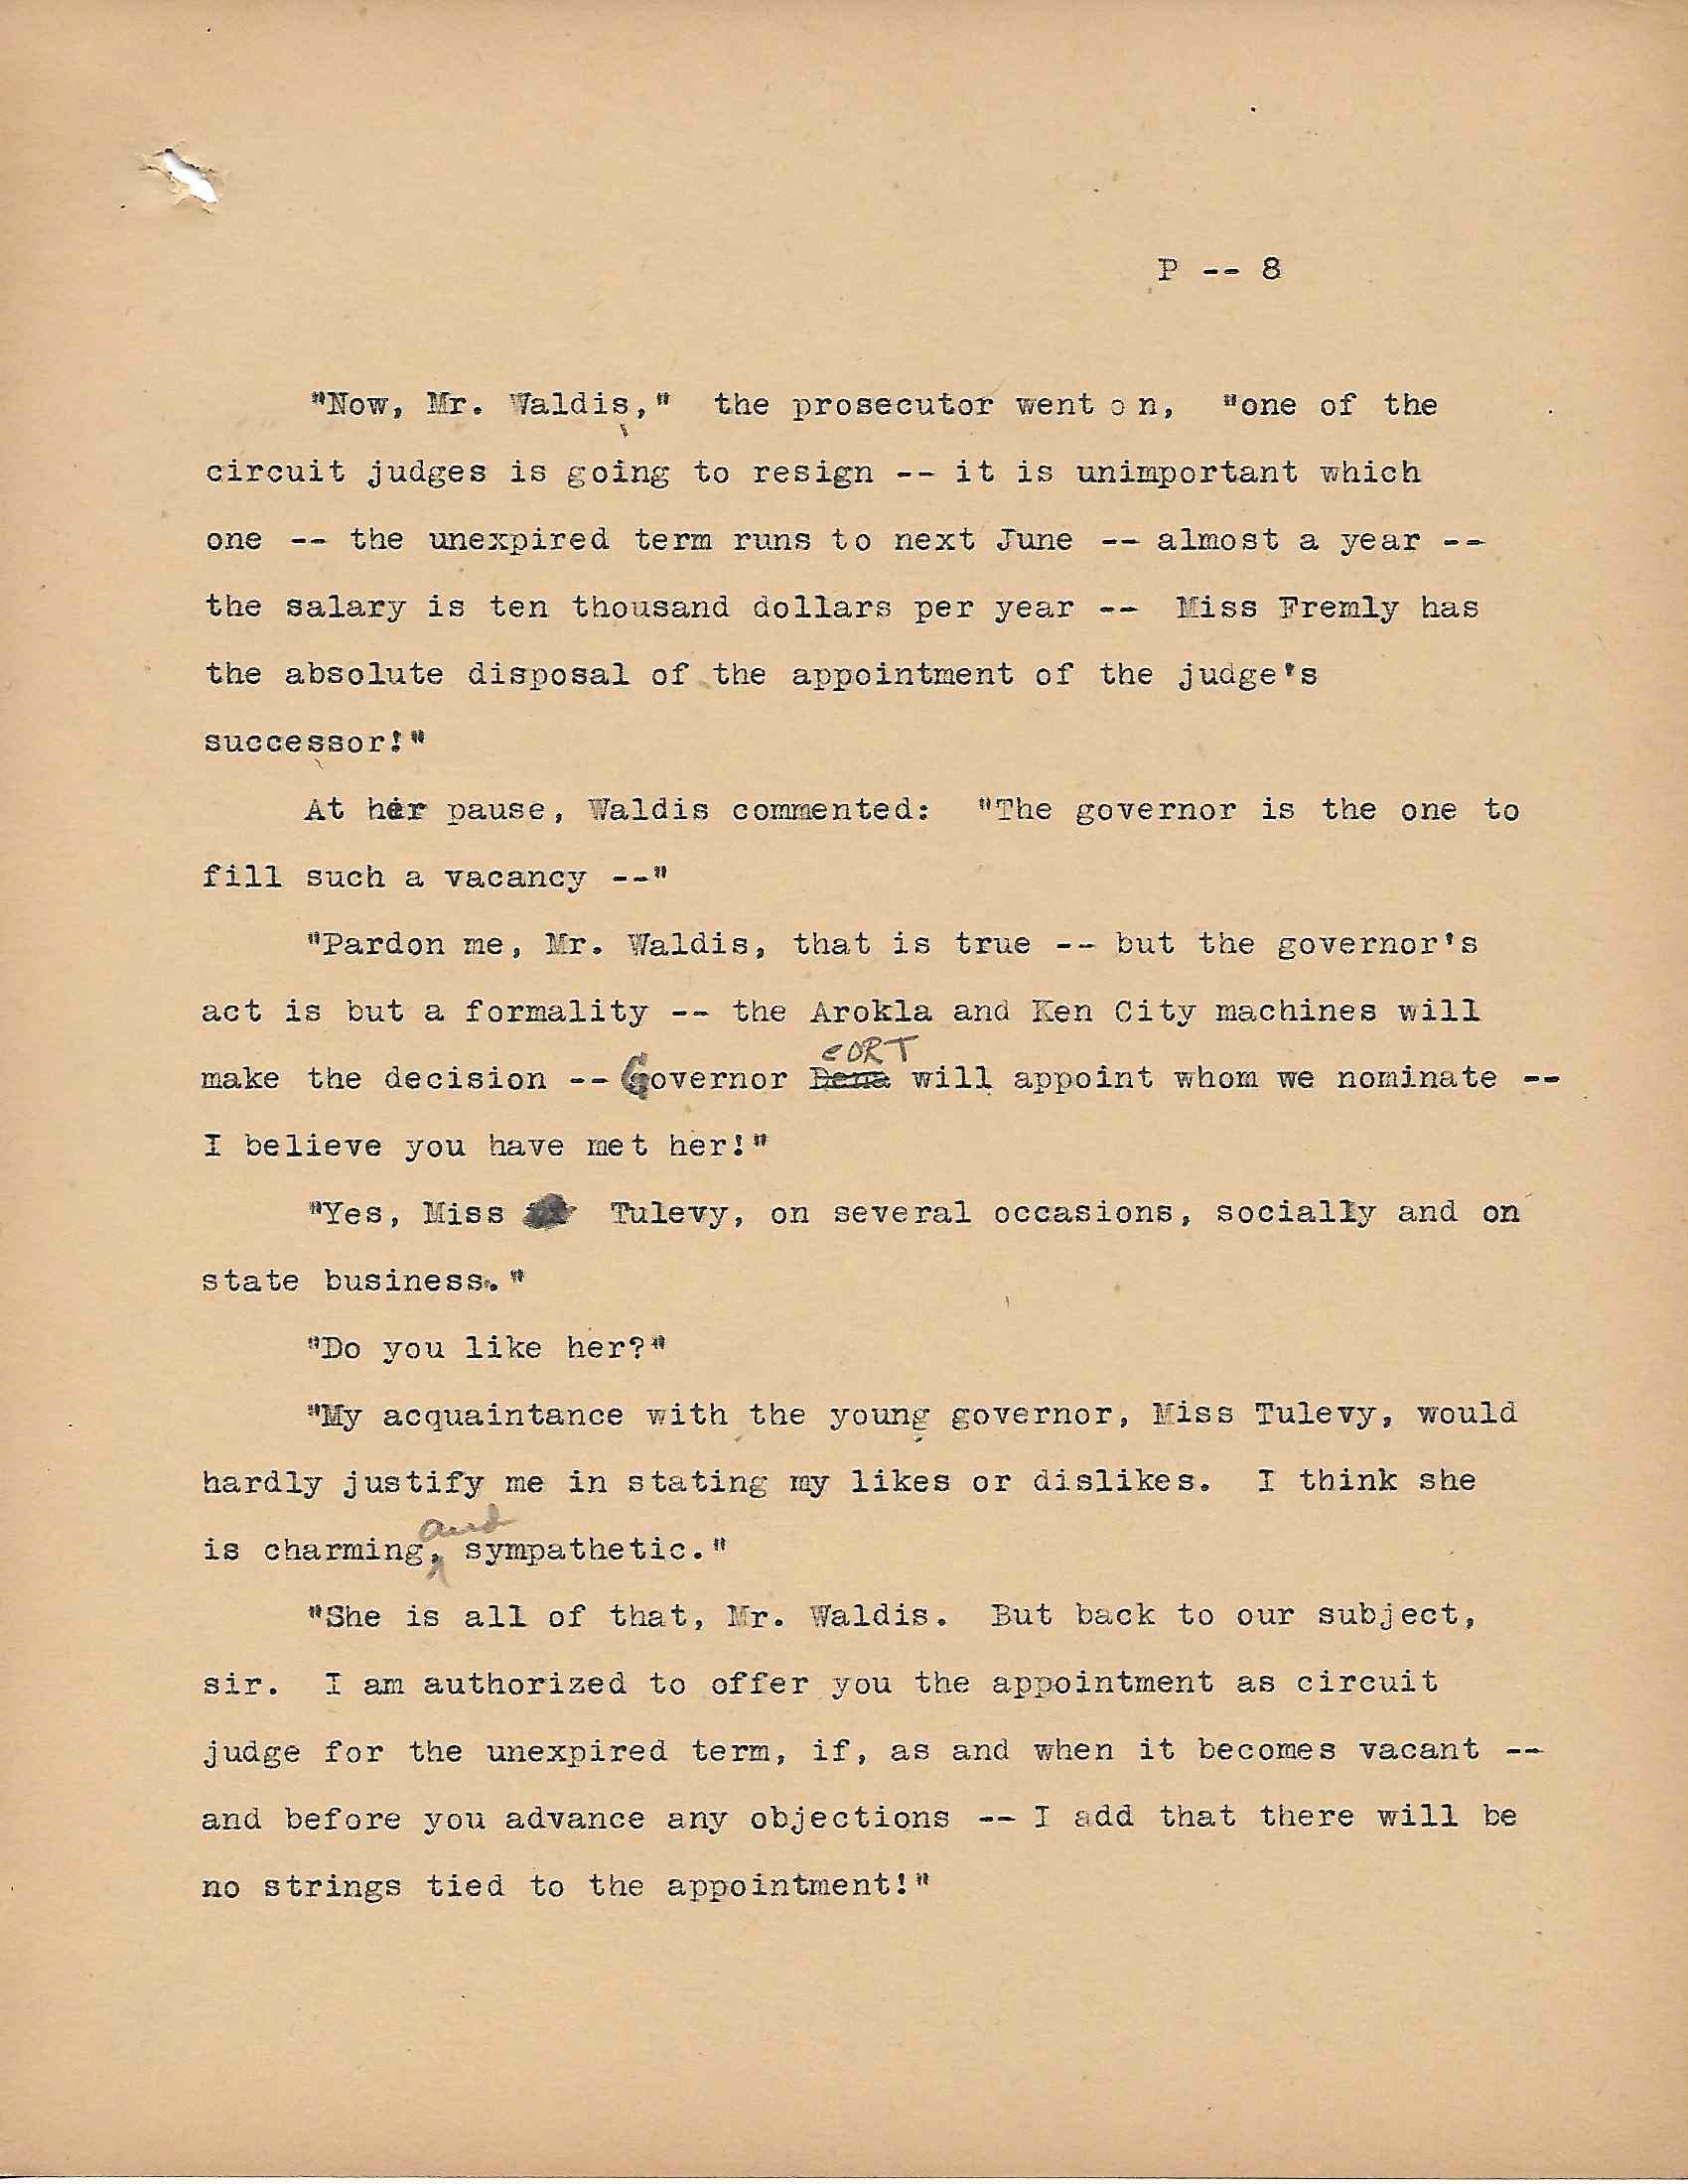 P -- 8
"Now, Mr. Waldis," the prosecutor went on, "one of the
circuit judges is going to resign -- it is unimportant which
one -- the unexpired term runs to next June -- almost a year --
the salary is ten thousand dollars per year -- Miss Fremly has
the absolute disposal of the appointment of the judge's
successor!"
At her pause, Waldis commented: "The governor is the one to
fill such a vacancy --"
"Pardon me, Mr. Waldis, that is true -- but the governor's
act is but a formality -- the Arokla and Ken City machines will
eORT
make the decision -- Governor Dena will appoint whom we nominate --
I believe you have met her!"
"Yes, Miss Tulevy, on several occasions, socially and on
state business."
"Do you like her?"
"My acquaintance with the young governor, Miss Tulevy, would
hardly justify me in stating my likes or dislikes. I think she
and
is charming, sympathetic."
"She is all of that, Mr. Waldis. But back to our subject,
sir. I am authorized to offer you the appointment as circuit
judge for the unexpired term, if, as and when it becomes vacant --
and before you advance any objections -- I add that there will be
no strings tied to the appointment!"